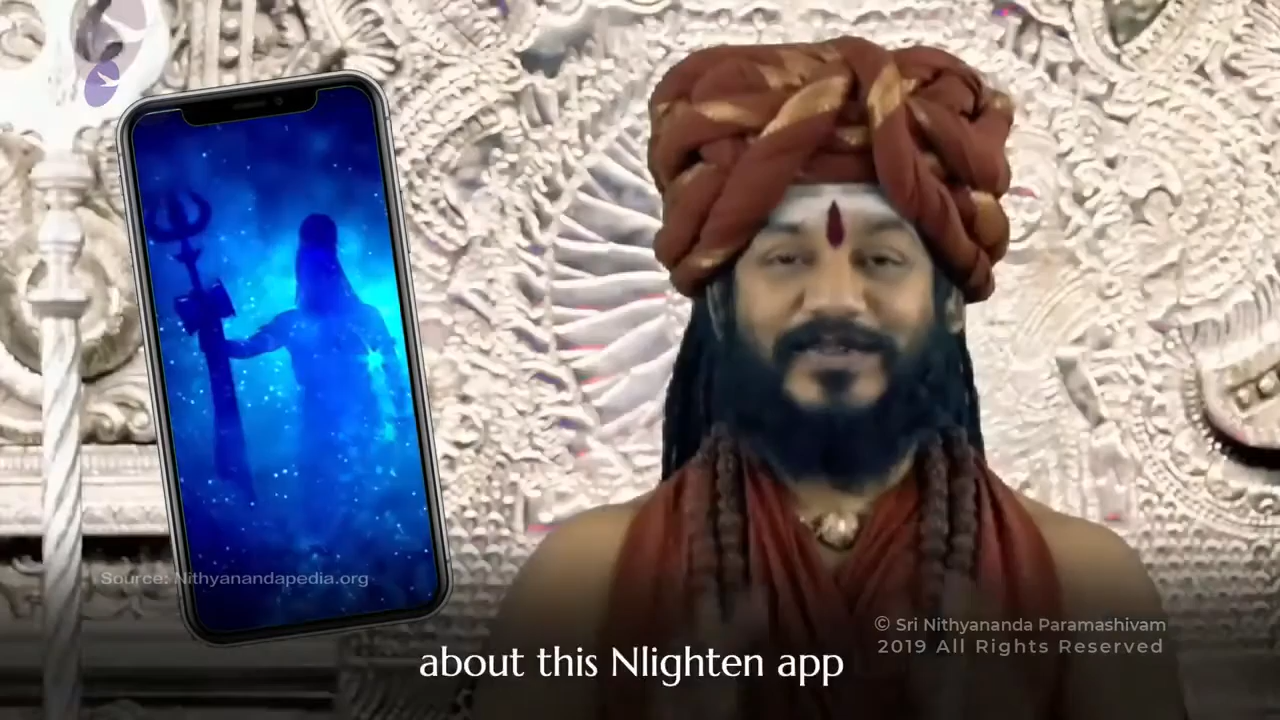 Source: Nithyanandapedia.org
© Sri Nithyananda Paramashivam
2019 All Rights Reserved
about this Nlighten app